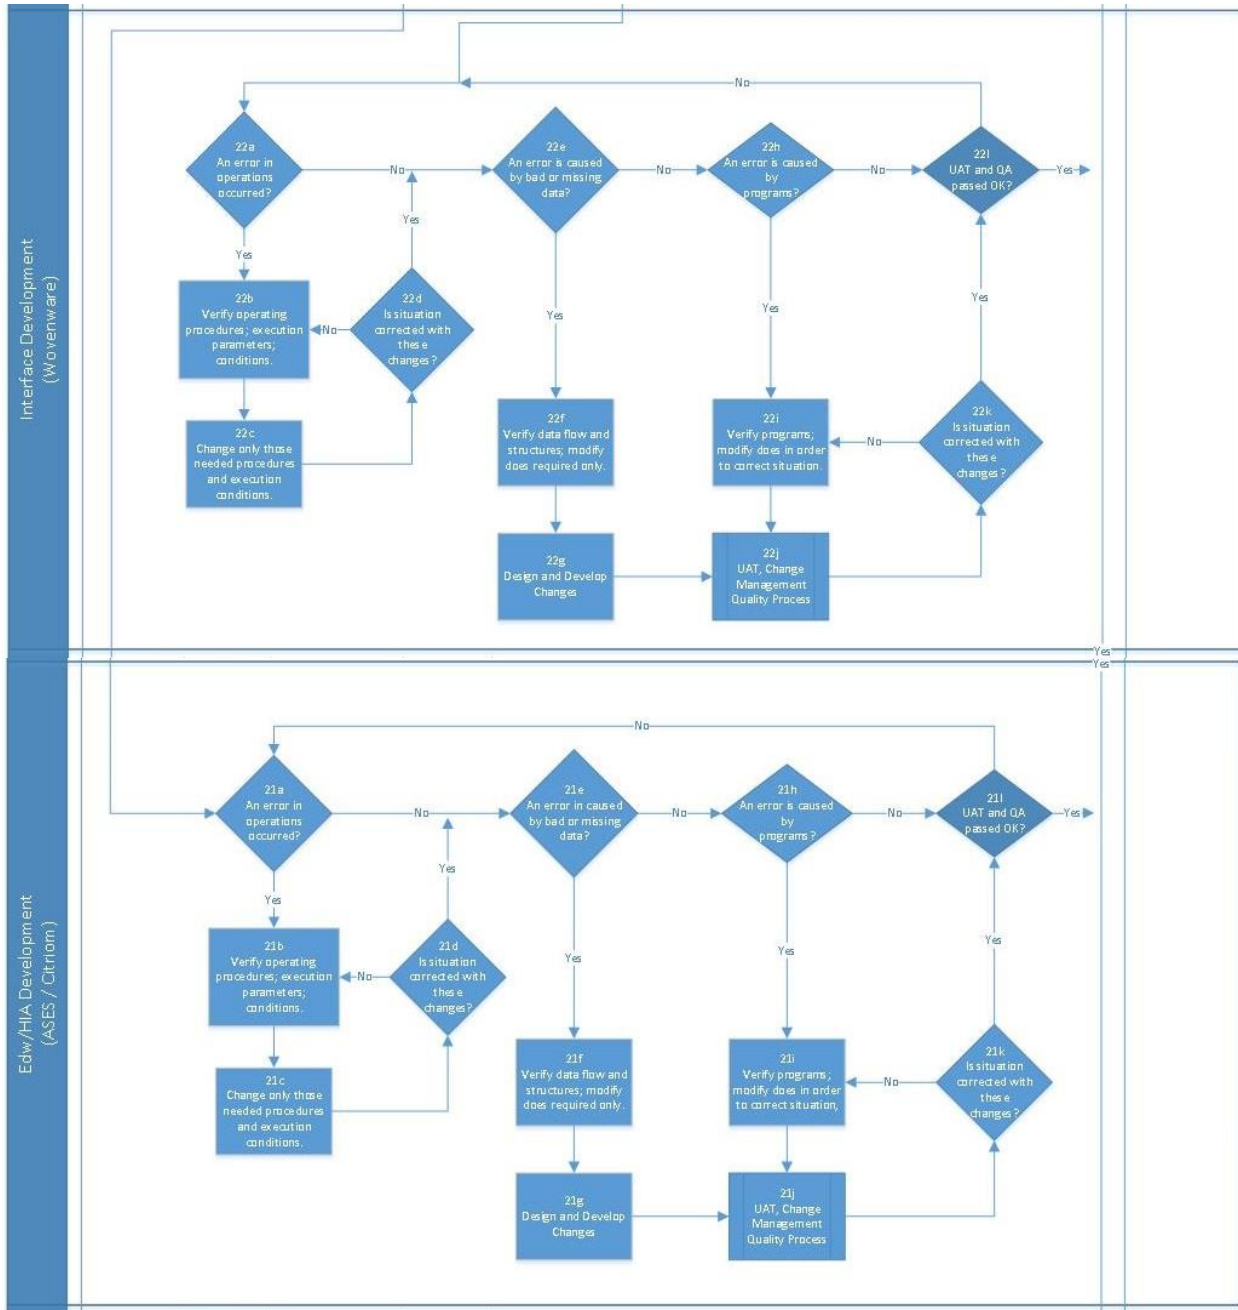 Interface Development
(Wovenware)
No
22a
An error in
operations
occurred?
No
22e
An error is caused
by bad or missing
data?
No
22h
An error is caused
by
programs?
No
22l
UAT and QA
passed OK?
Yes
Yes
Yes
22b
Verify operating
procedures; execution
parameters;
conditions.
No
22d
Is situation
corrected with
these
changes?
Yes
Yes
Yes
22c
Change only those
needed procedures
and execution
conditions.
22f
Verify data flow and
structures; modify
does required only.
22i
Verify programs;
modify does in order
to correct situation.
No
22k
Is situation
corrected with
these
changes?
22g
Design and Develop
Changes
22j
UAT, Change
Management
Quality Process
Yes
Yes
Edw/HIA Development
(ASES / Citriom)
No
21a
An error in
operations
occurred?
No
21e
An error in caused
by bad or missing
data?
No
21h
An error is caused
by
programs?
No
21l
UAT and QA
passed OK?
Yes
Yes
Yes
21b
Verify operating
procedures; execution
parameters;
conditions.
No
21d
Is situation
corrected with
these
changes?
Yes
Yes
Yes
21c
Change only those
needed procedures
and execution
conditions.
21f
Verify data flow and
structures; modify
does required only.
21i
Verify programs;
modify does in order
to correct situation,
No
21k
Is situation
corrected with
these
changes?
21g
Design and Develop
Changes
21j
UAT, Change
Management
Quality Process